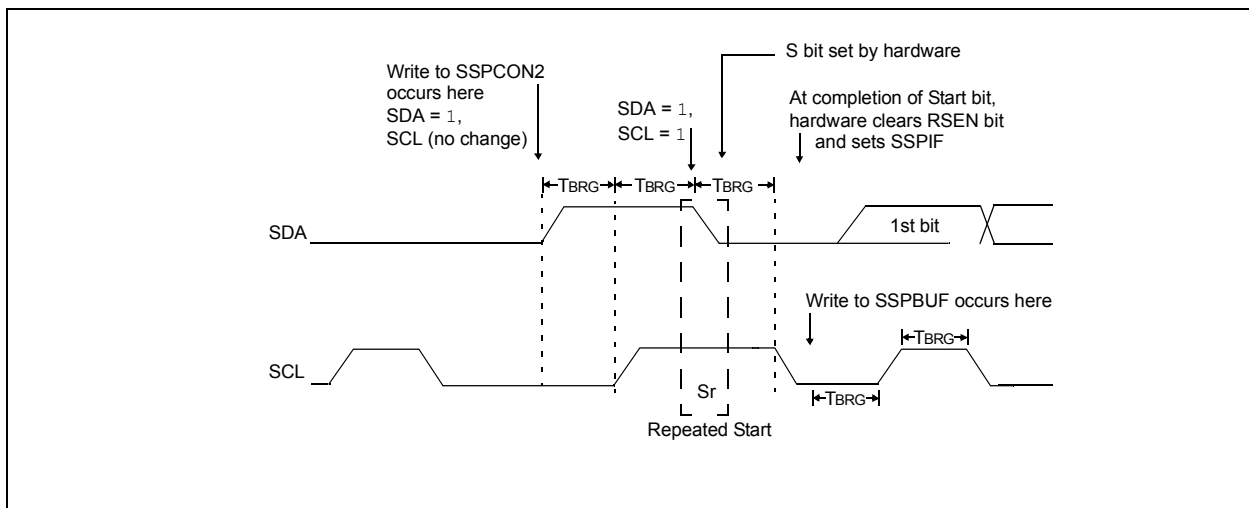 S bit set by hardware
Write to SSPCON2
occurs here
SDA = 1,
SCL (no change)
SDA = 1,
SCL = 1
At completion of Start bit,
hardware clears RSEN bit
and sets SSPIF
TBRG
TBRG
TBRG
SDA
1st bit
Write to SSPBUF occurs here
TBRG
SCL
Sr
TBRG
Repeated Start